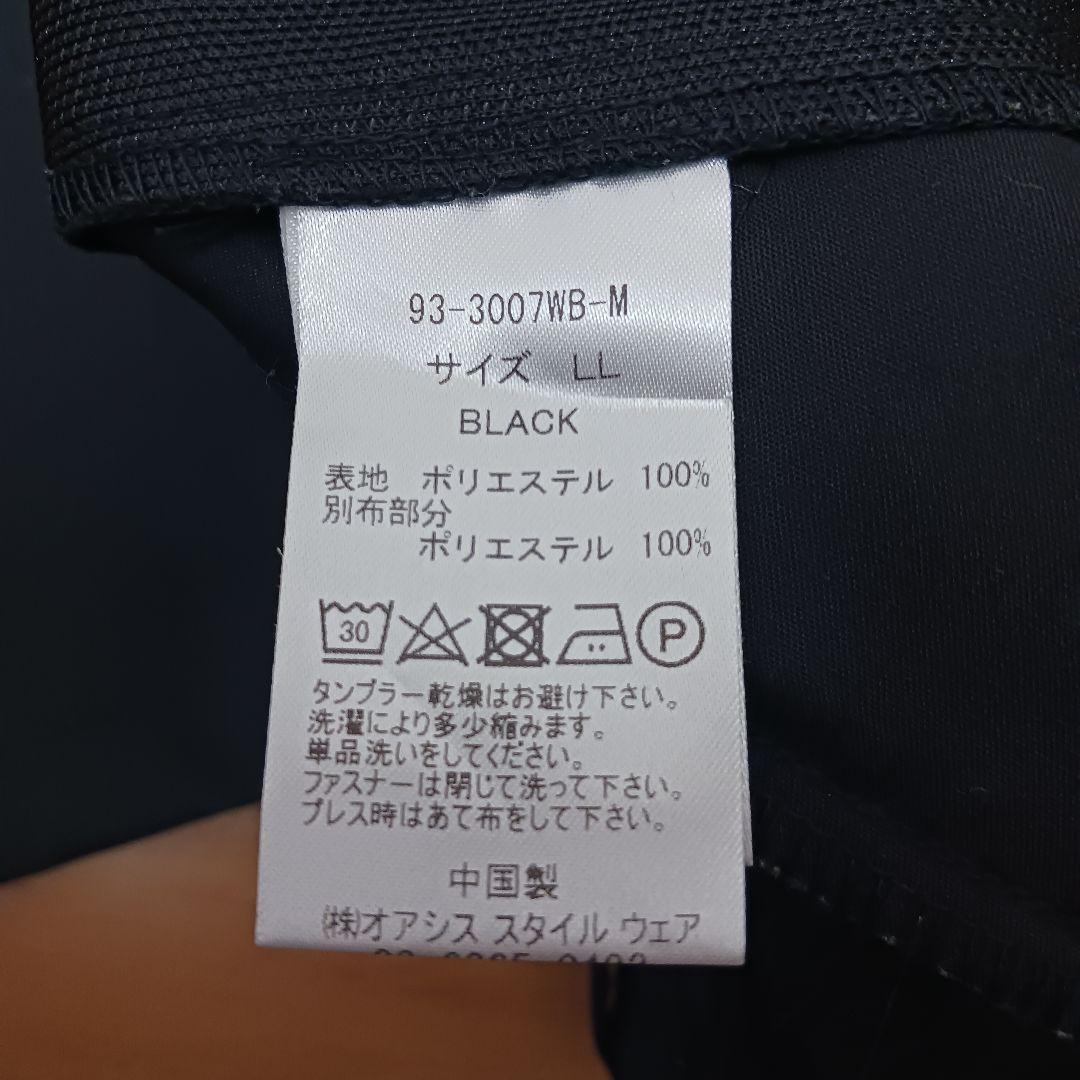 93-3007WB-M
サイズ LL
BLACK
表地 ポリエステル 100%
別布部分
ポリエステル 100%
30
P
タンブラー乾燥はお避け下さい。
洗濯により多少縮みます。
単品洗いをしてください。
ファスナーは閉じて洗って下さい。
プレス時はあて布をして下さい。
中国製
(株)オアシス スタイル ウェア